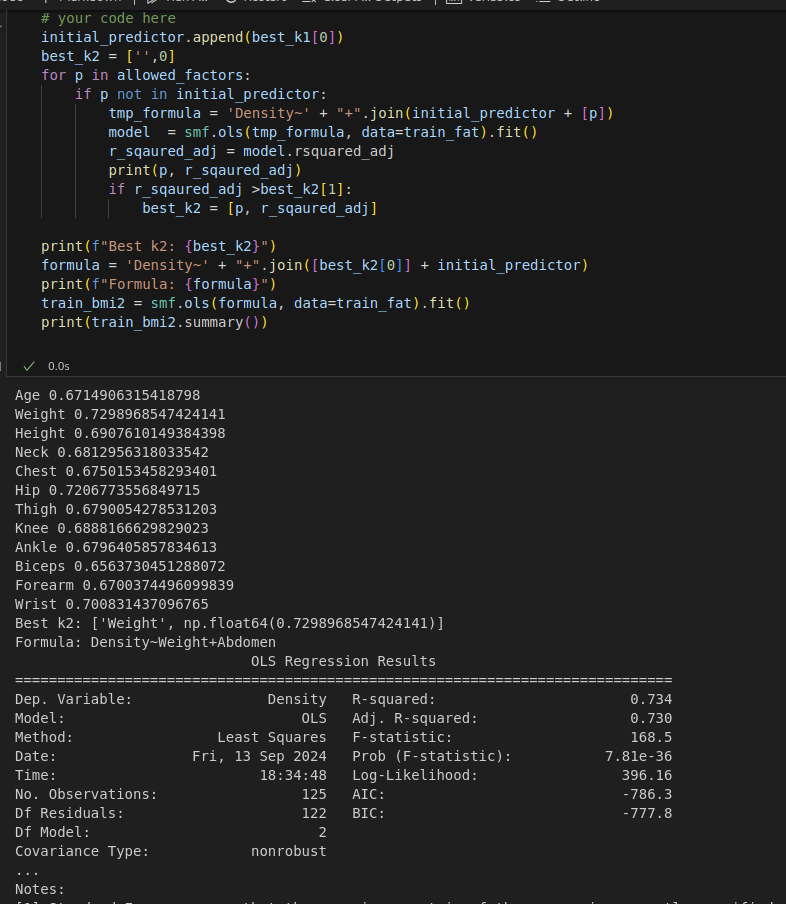 # your code here
initial_predictor.append(best_k1[0])
best_k2 = ['',0]
for p in allowed_factors:
    if p not in initial_predictor:
        tmp_formula = 'Density~' + "+".join(initial_predictor + [p])
        model  = smf.ols(tmp_formula, data=train_fat).fit()
        r_sqaured_adj = model.rsquared_adj
        print(p, r_sqaured_adj)
        if r_sqaured_adj >best_k2[1]:
            best_k2 = [p, r_sqaured_adj]
print(f"Best k2: {best_k2}")
formula = 'Density~' + "+".join([best_k2[0]] + initial_predictor)
print(f"Formula: {formula}")
train_bmi2 = smf.ols(formula, data=train_fat).fit()
print(train_bmi2.summary())
0.0s
Age 0.6714906315418798
Weight 0.7298968547424141
Height 0.6907610149384398
Neck 0.6812956318033542
Chest 0.6750153458293401
Hip 0.7206773556849715
Thigh 0.6790054278531203
Knee 0.6888166629829023
Ankle 0.6796405857834613
Biceps 0.6563730451288072
Forearm 0.6700374496099839
Wrist 0.700831437096765
Best k2: ['Weight', np.float64(0.7298968547424141)]
Formula: Density~Weight+Abdomen
OLS Regression Results
==============================================================================
Dep. Variable: Density R-squared: 0.734
Model: OLS Adj. R-squared: 0.730
Method: Least Squares F-statistic: 168.5
Date: Fri, 13 Sep 2024 Prob (F-statistic): 7.81e-36
Time: 18:34:48 Log-Likelihood: 396.16
No. Observations: 125 AIC: -786.3
Df Residuals: 122 BIC: -777.8
Df Model: 2
Covariance Type: nonrobust
...
Notes: